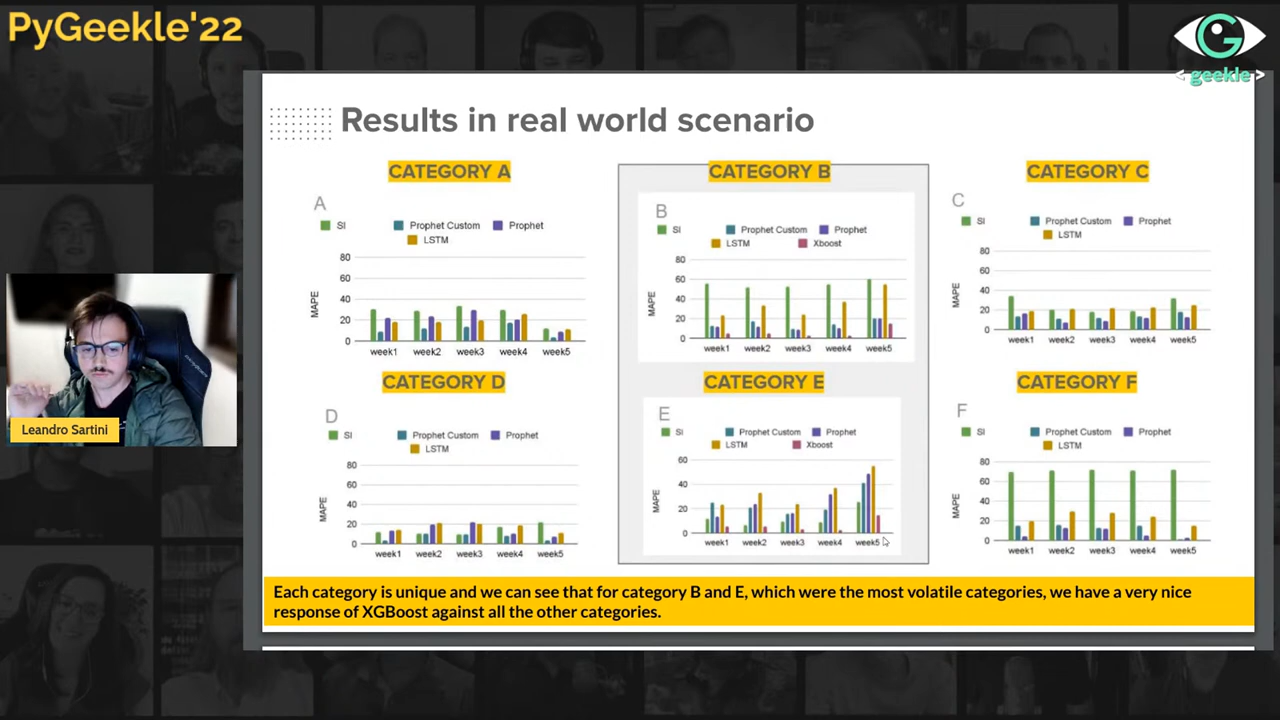 PyGeekle'22
< geekle >
Results in real world scenario
CATEGORY A
A
SI
Prophet Custom
Prophet
LSTM
MAPE
80
60
40
20
0
week1
week2
week3
week4
week5
CATEGORY B
B
SI
Prophet Custom
Prophet
LSTM
Xboost
MAPE
80
60
40
20
0
week1
week2
week3
week4
week5
CATEGORY C
C
SI
Prophet Custom
Prophet
LSTM
MAPE
80
60
40
20
0
week1
week2
week3
week4
week5
CATEGORY D
D
SI
Prophet Custom
Prophet
LSTM
MAPE
80
60
40
20
0
week1
week2
week3
week4
week5
CATEGORY E
E
SI
Prophet Custom
Prophet
LSTM
Xboost
MAPE
60
40
20
0
week1
week2
week3
week4
week5
CATEGORY F
F
SI
Prophet Custom
Prophet
LSTM
MAPE
80
60
40
20
0
week1
week2
week3
week4
week5
Leandro Sartini
Each category is unique and we can see that for category B and E, which were the most volatile categories, we have a very nice
response of XGBoost against all the other categories.